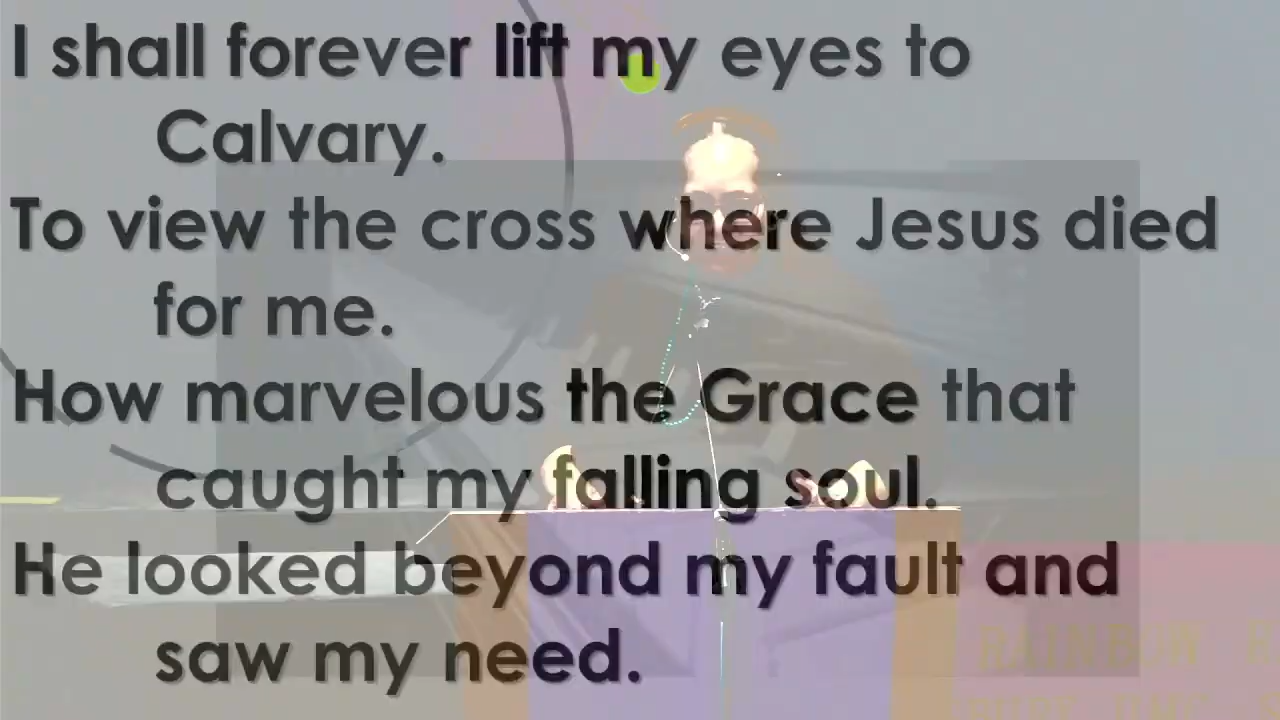 I shall forever lift my eyes to
Calvary.
To view the cross where Jesus died
for me.
How marvelous the Grace that
caught my falling soul.
He looked beyond my fault and
saw my need.
RAINBOW